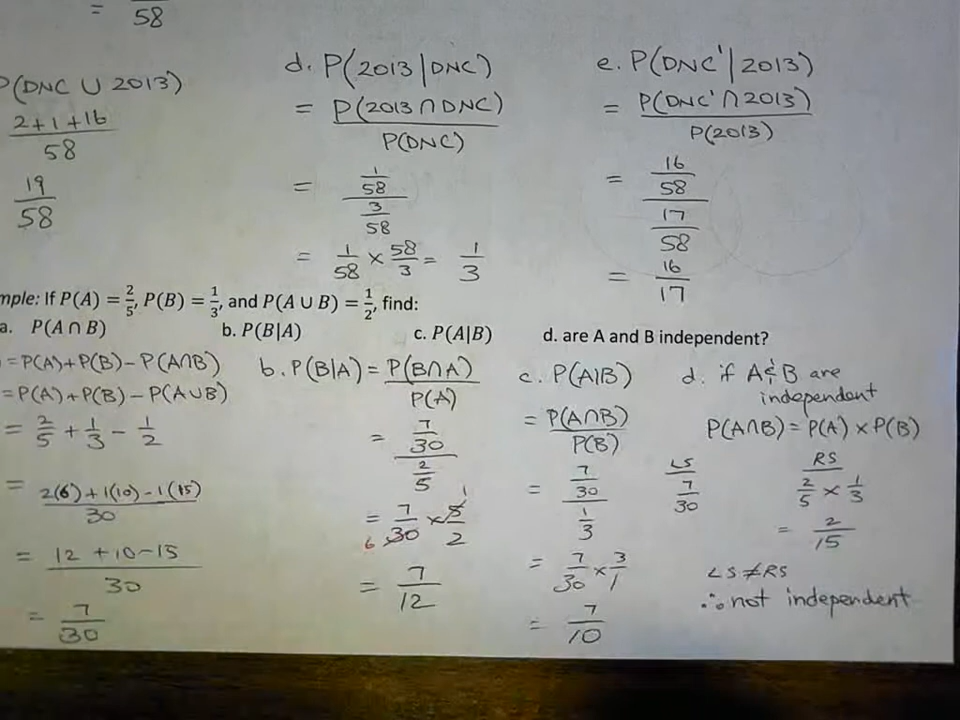 = 58
P(DNC ∪ 2013)
2+1+16 / 58
19 / 58
d. P(2013|DNC)
= P(2013 ∩ DNC) / P(DNC)
= 1/58 / 3/58
= 1/58 × 58/3 = 1/3
e. P(DNC'|2013)
= P(DNC' ∩ 2013) / P(2013)
= 16/58 / 17/58
= 16/17
mple: If P(A) = 2/5, P(B) = 1/3, and P(A ∪ B) = 1/2, find:
a. P(A ∩ B) b. P(B|A) c. P(A|B) d. are A and B independent?
= P(A) + P(B) − P(A∩B)
= P(A) + P(B) − P(A∪B)
= 2/5 + 1/3 − 1/2
= 2(6) + 1(10) − 1(15) / 30
= 12 + 10 − 15 / 30
= 7/30
b. P(B|A) = P(B∩A) / P(A)
= 7/30 / 2/5
= 7/30 × 5/2
6 1
= 7/12
c. P(A|B)
= P(A∩B) / P(B)
= 7/30 / 1/3
= 7/30 × 3/1
= 7/10
d. if A & B are
independent
P(A∩B) = P(A) × P(B)
LS RS
7/30 2/5 × 1/3
= 2/15
LS ≠ RS
∴ not independent